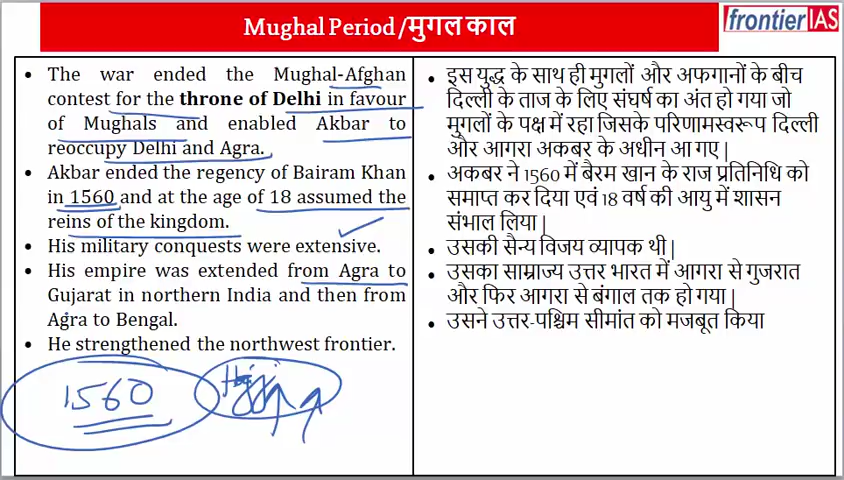 Mughal Period/मुगल काल
frontierIAS
• The war ended the Mughal-Afghan
contest for the throne of Delhi in favour
of Mughals and enabled Akbar to
reoccupy Delhi and Agra.
• Akbar ended the regency of Bairam Khan
in 1560 and at the age of 18 assumed the
reins of the kingdom.
• His military conquests were extensive.
• His empire was extended from Agra to
Gujarat in northern India and then from
Agra to Bengal.
• He strengthened the northwest frontier.
1560
• इस युद्ध के साथ ही मुगलों और अफगानों के बीच
दिल्ली के ताज के लिए संघर्ष का अंत हो गया जो
मुगलों के पक्ष में रहा जिसके परिणामस्वरूप दिल्ली
और आगरा अकबर के अधीन आ गए |
• अकबर ने 1560 में बैरम खान के राज प्रतिनिधि को
समाप्त कर दिया एवं 18 वर्ष की आयु में शासन
संभाल लिया |
• उसकी सैन्य विजय व्यापक थी |
• उसका साम्राज्य उत्तर भारत में आगरा से गुजरात
और फिर आगरा से बंगाल तक हो गया |
• उसने उत्तर-पश्चिम सीमांत को मजबूत किया